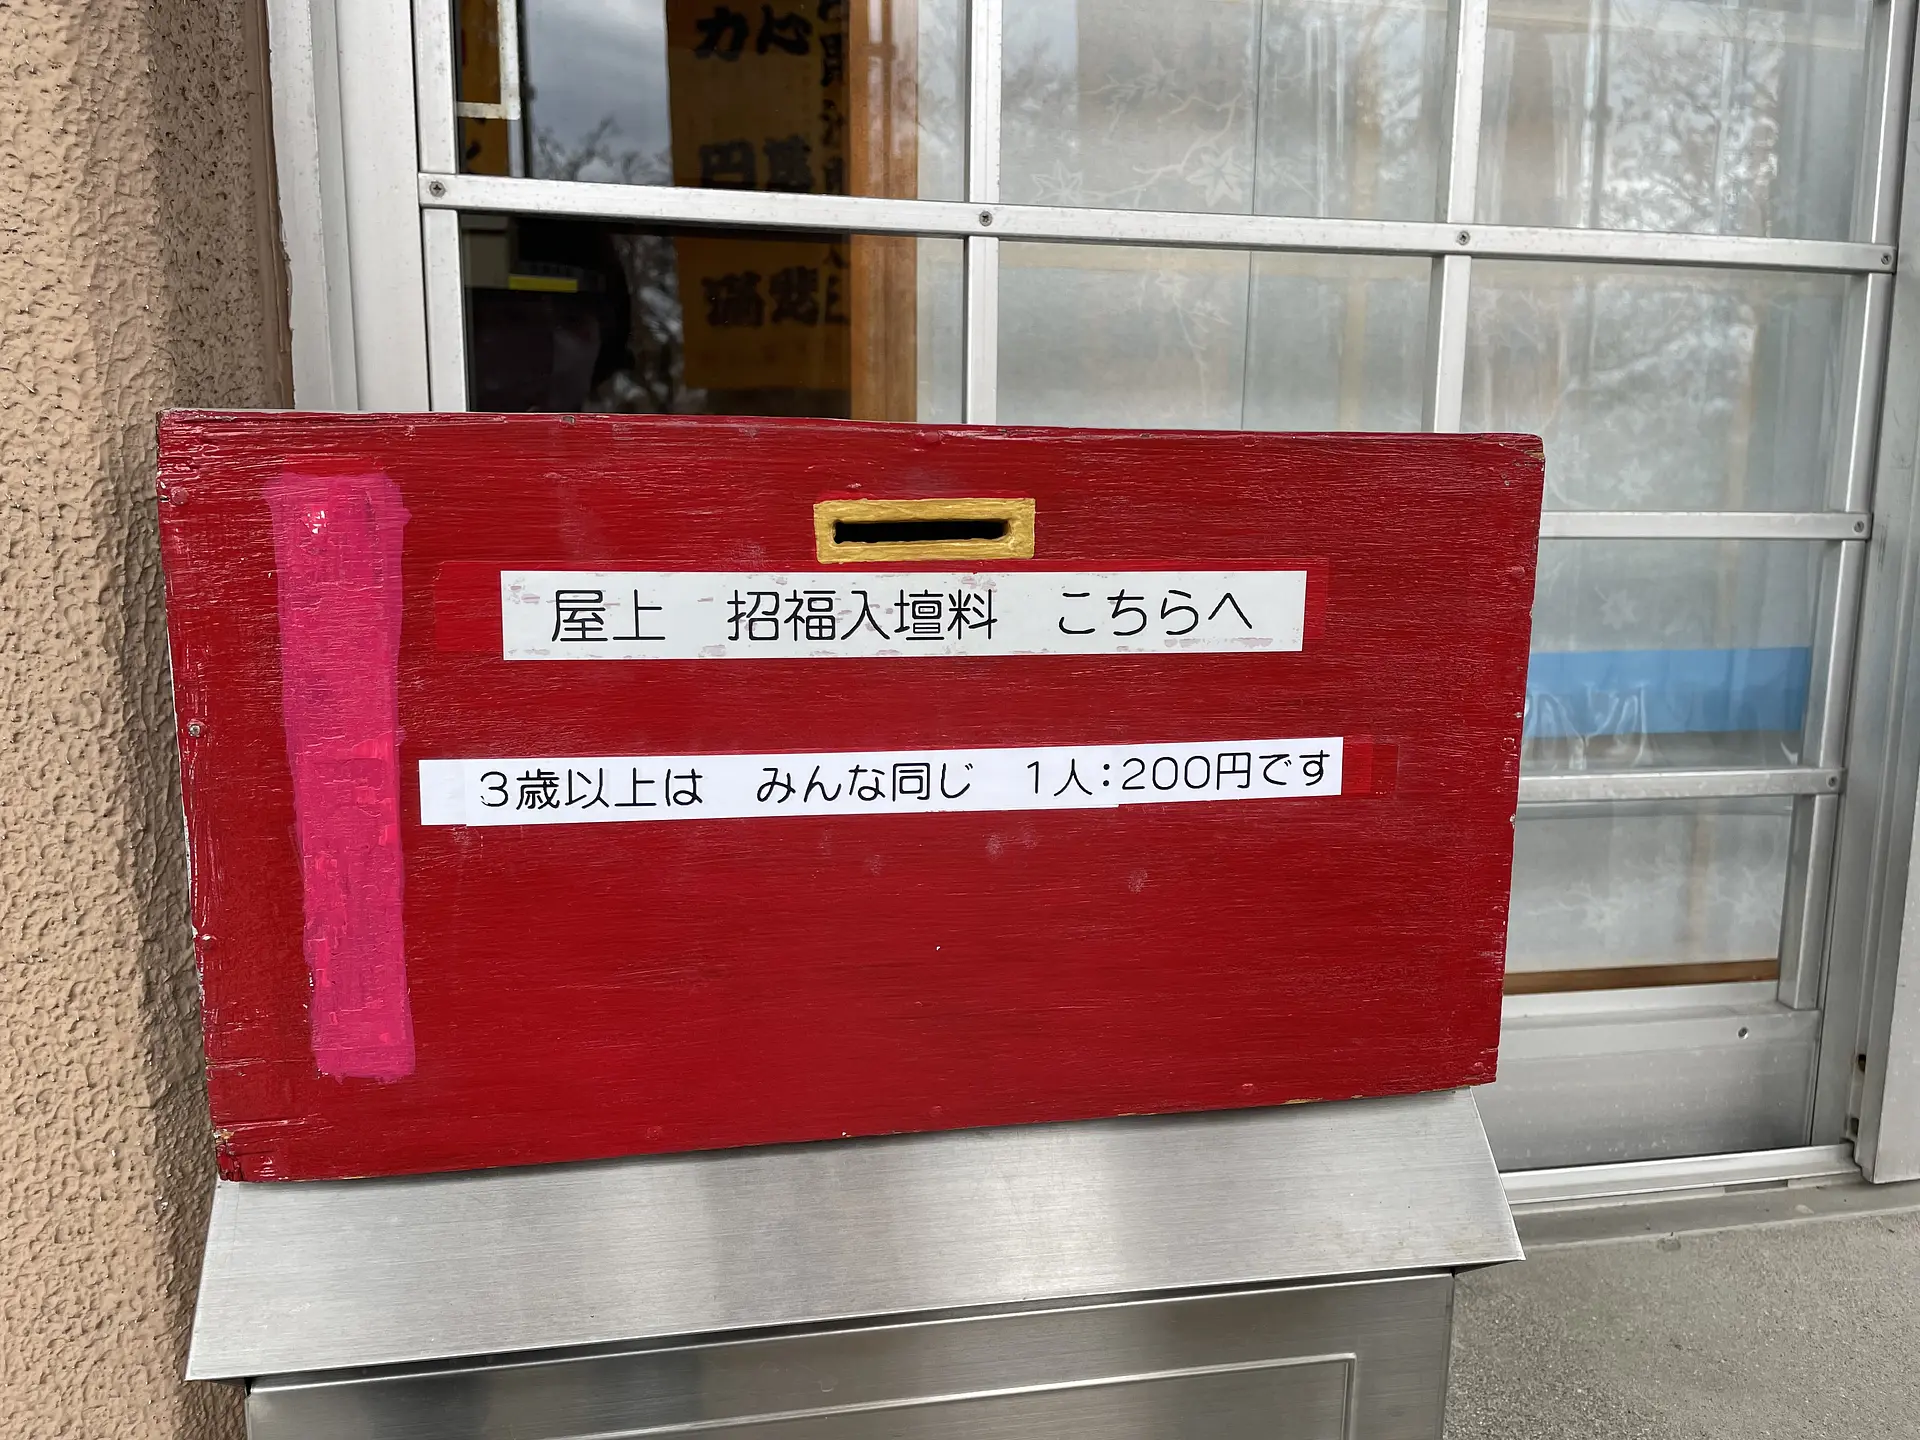 屋上　招福入壇料　こちらへ
3歳以上は　みんな同じ　1人：200円です